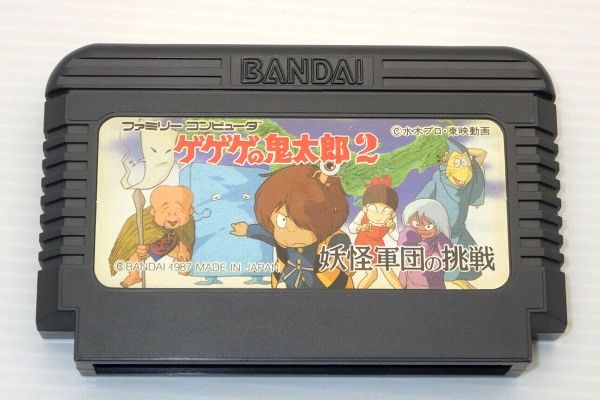 BANDAI
ファミリーコンピュータ
©水木プロ・東映動画
ゲゲゲの鬼太郎2
妖怪軍団の挑戦
©BANDAI 1987 MADE IN JAPAN